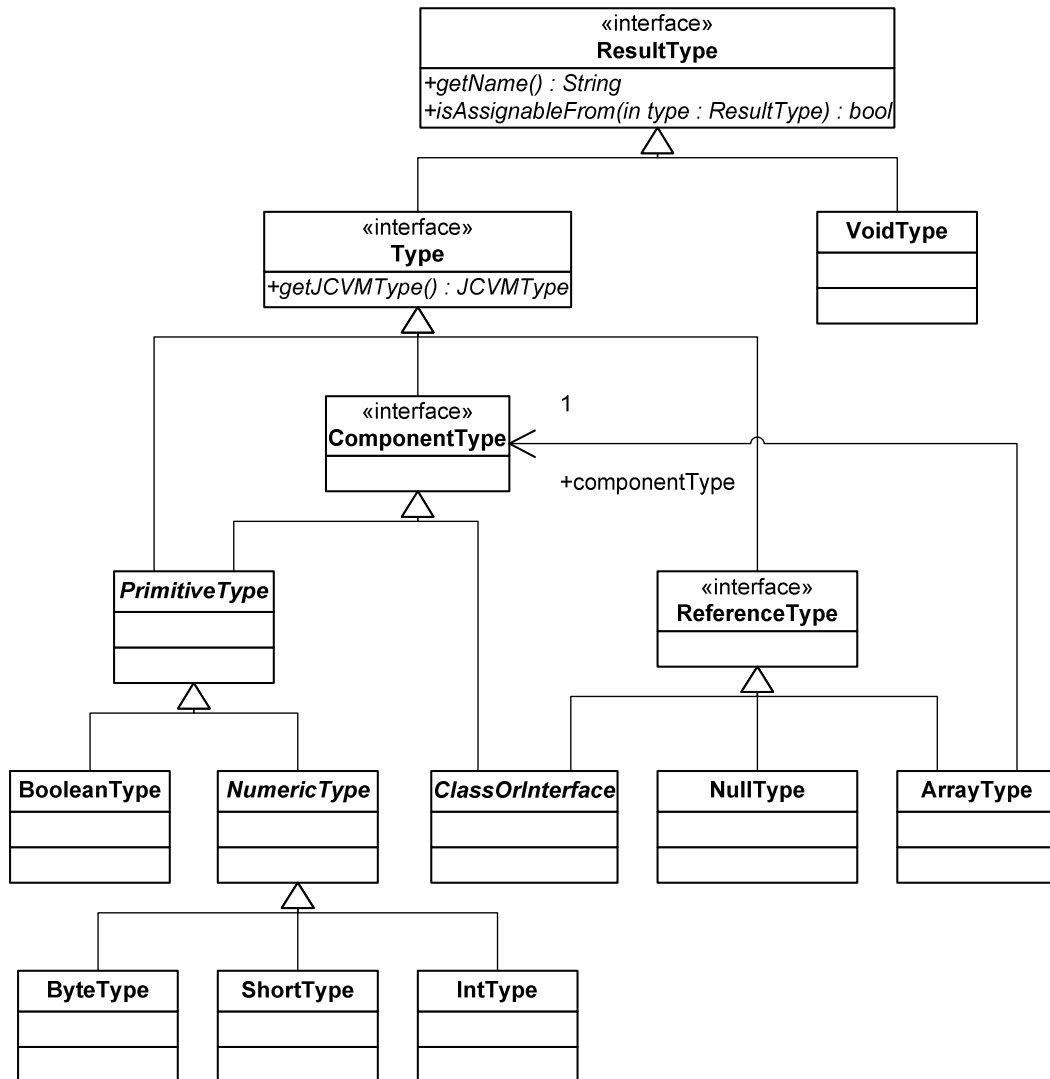 «interface»
ResultType
+getName() : String
+isAssignableFrom(in type : ResultType) : bool
«interface»
Type
+getJCVMType() : JCVMType
VoidType
«interface»
ComponentType
1
+componentType
PrimitiveType
«interface»
ReferenceType
BooleanType
NumericType
ClassOrInterface
NullType
ArrayType
ByteType
ShortType
IntType